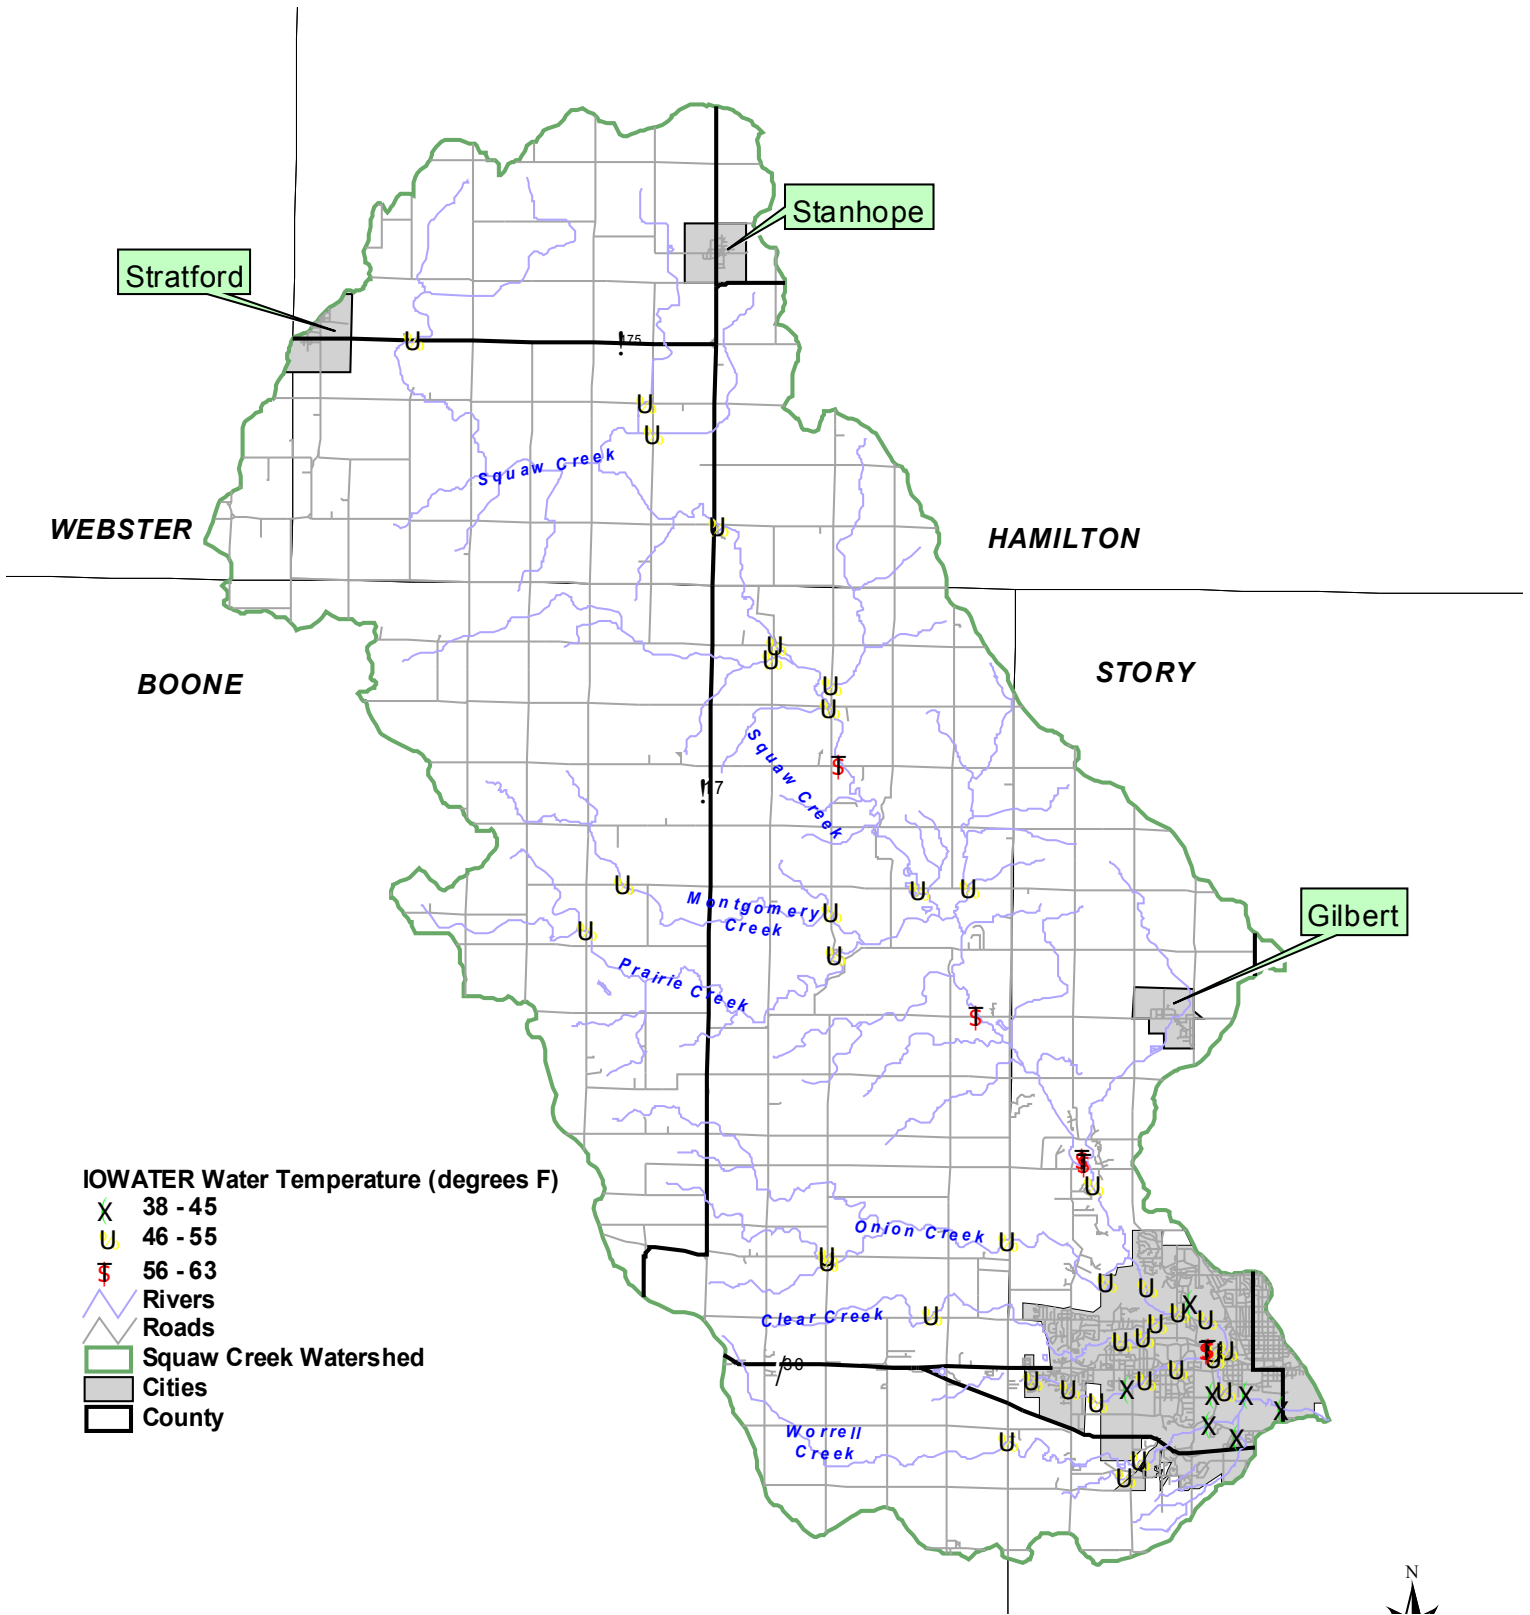 Stanhope
Stratford
175
Squaw Creek
WEBSTER
HAMILTON
BOONE
STORY
Squaw Creek
17
Montgomery
Creek
Gilbert
Prairie Creek
IOWATER Water Temperature (degrees F)
X 38 - 45
U 46 - 55
$ 56 - 63
Rivers
Roads
Squaw Creek Watershed
Cities
County
Onion Creek
Clear Creek
30
Worrell
Creek
N